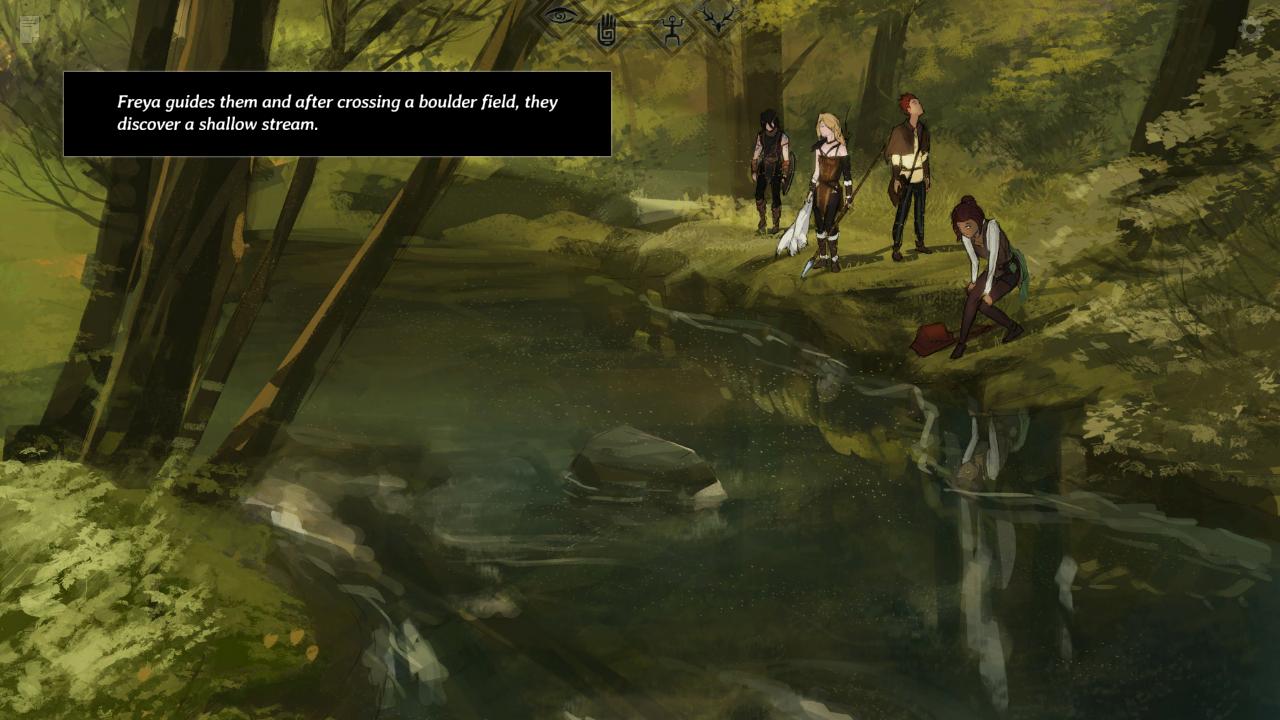 Freya guides them and after crossing a boulder field, they
discover a shallow stream.